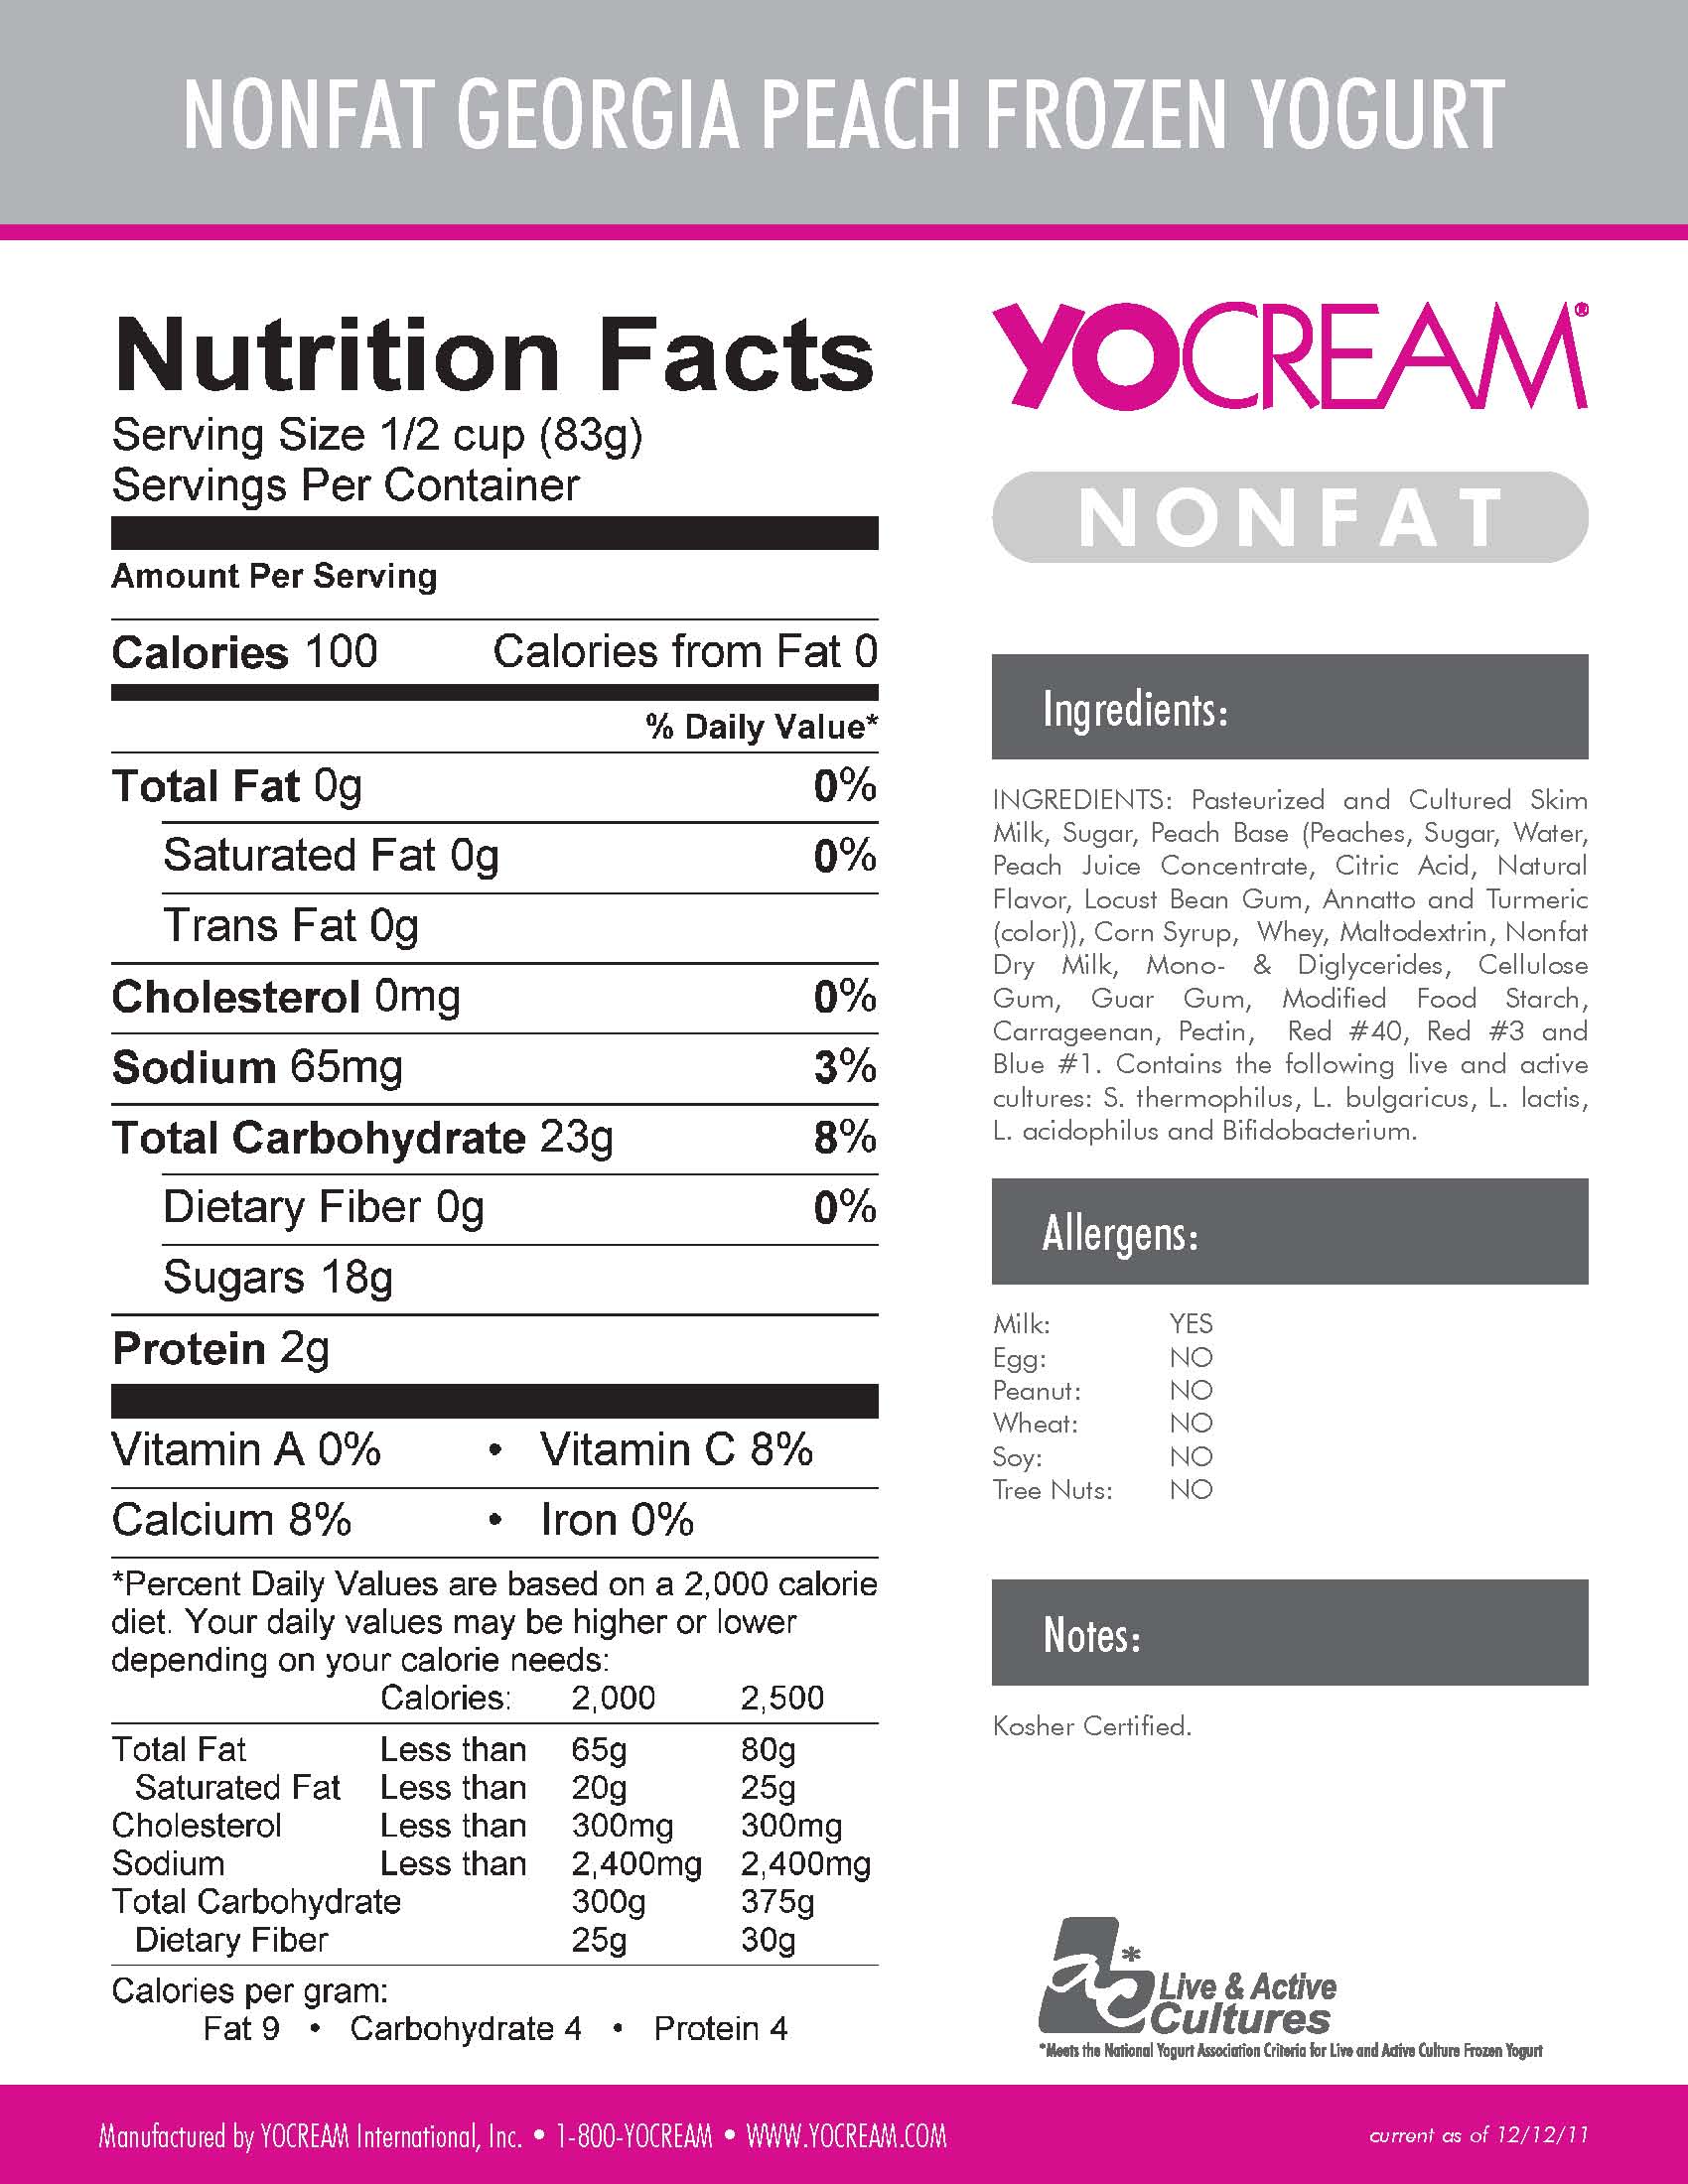 NONFAT GEORGIA PEACH FROZEN YOGURT
Nutrition Facts
Serving Size 1/2 cup (83g)
Servings Per Container
Amount Per Serving
Calories 100 Calories from Fat 0
% Daily Value*
Total Fat 0g 0%
Saturated Fat 0g 0%
Trans Fat 0g
Cholesterol 0mg 0%
Sodium 65mg 3%
Total Carbohydrate 23g 8%
Dietary Fiber 0g 0%
Sugars 18g
Protein 2g
Vitamin A 0% • Vitamin C 8%
Calcium 8% • Iron 0%
*Percent Daily Values are based on a 2,000 calorie
diet. Your daily values may be higher or lower
depending on your calorie needs:
Calories: 2,000 2,500
Total Fat Less than 65g 80g
Saturated Fat Less than 20g 25g
Cholesterol Less than 300mg 300mg
Sodium Less than 2,400mg 2,400mg
Total Carbohydrate 300g 375g
Dietary Fiber 25g 30g
Calories per gram:
Fat 9 • Carbohydrate 4 • Protein 4
YOCREAM®
NONFAT
Ingredients:
INGREDIENTS: Pasteurized and Cultured Skim
Milk, Sugar, Peach Base (Peaches, Sugar, Water,
Peach Juice Concentrate, Citric Acid, Natural
Flavor, Locust Bean Gum, Annatto and Turmeric
(color)), Corn Syrup, Whey, Maltodextrin, Nonfat
Dry Milk, Mono- & Diglycerides, Cellulose
Gum, Guar Gum, Modified Food Starch,
Carrageenan, Pectin, Red #40, Red #3 and
Blue #1. Contains the following live and active
cultures: S. thermophilus, L. bulgaricus, L. lactis,
L. acidophilus and Bifidobacterium.
Allergens:
Milk: YES
Egg: NO
Peanut: NO
Wheat: NO
Soy: NO
Tree Nuts: NO
Notes:
Kosher Certified.
ac*
Live & Active
Cultures
*Meets the National Yogurt Association Criteria for Live and Active Culture Frozen Yogurt
Manufactured by YOCREAM International, Inc. • 1-800-YOCREAM • WWW.YOCREAM.COM
current as of 12/12/11